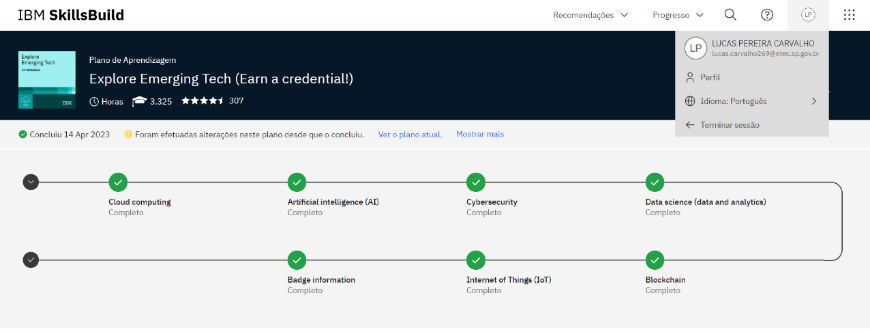 IBM SkillsBuild
Recomendações
Progresso
LP
LP
LUCAS PEREIRA CARVALHO
lucas.carvalho269@etec.sp.gov.br
Perfil
Idioma: Português
Terminar sessão
Explore
Emerging Tech
IBM
Plano de Aprendizagem
Explore Emerging Tech (Earn a credential!)
Horas 3.325 307
Concluiu 14 Apr 2023 Foram efetuadas alterações neste plano desde que o concluiu. Ver o plano atual. Mostrar mais
Cloud computing
Completo
Artificial intelligence (AI)
Completo
Cybersecurity
Completo
Data science (data and analytics)
Completo
Badge information
Completo
Internet of Things (IoT)
Completo
Blockchain
Completo